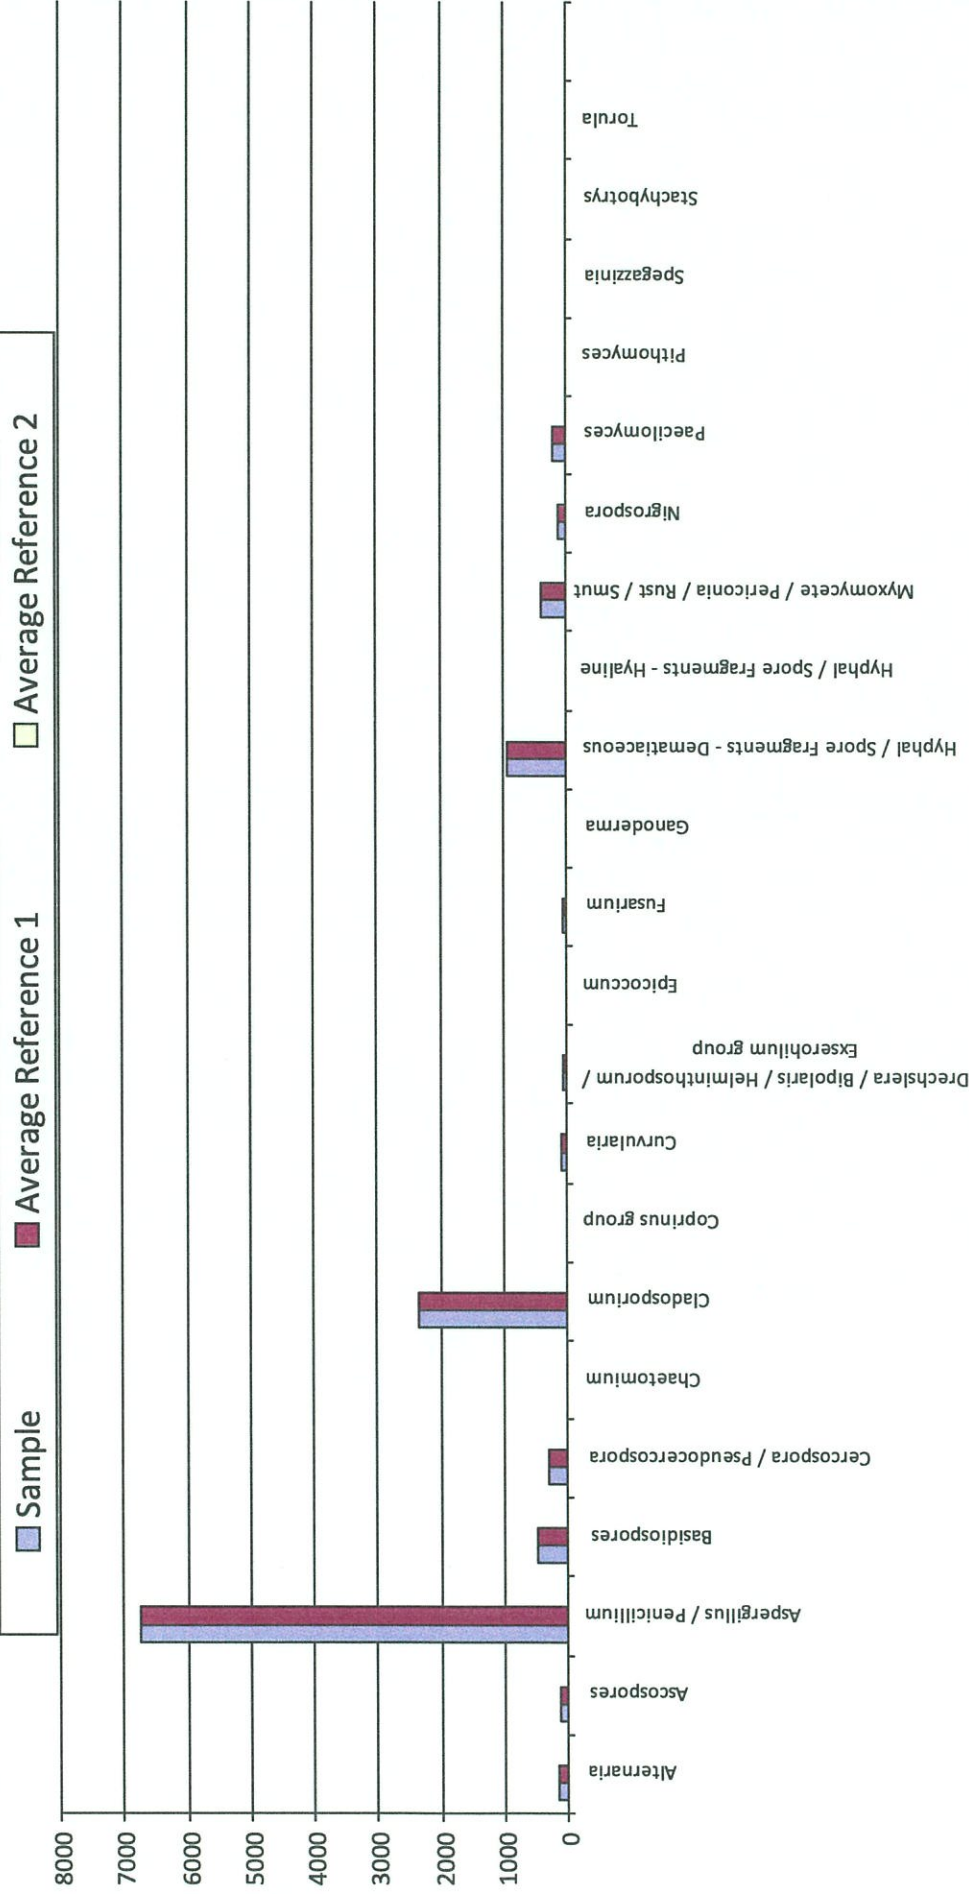 Sample
Average Reference 1
Average Reference 2
8000
7000
6000
5000
4000
3000
2000
1000
0
Alternaria
Ascospores
Aspergillus / Penicillium
Basidiospores
Cercospora / Pseudocercospora
Chaetomium
Cladosporium
Coprinus group
Curvularia
Drechslera / Bipolaris / Helminthosporum /
Exserohilum group
Epicoccum
Fusarium
Ganoderma
Hyphal / Spore Fragments - Dematiaceous
Hyphal / Spore Fragments - Hyaline
Myxomycete / Periconia / Rust / Smut
Nigrospora
Paecilomyces
Pithomyces
Spegazzinia
Stachybotrys
Torula